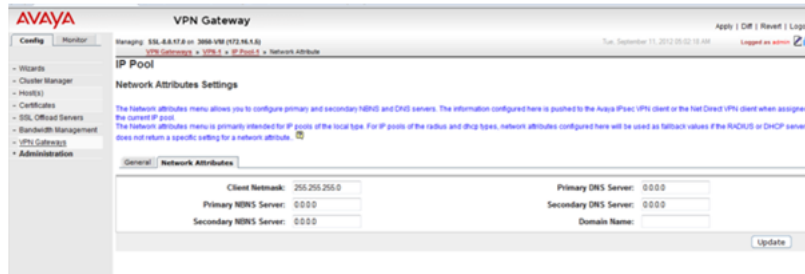 AVAYA
VPN Gateway
Apply | Diff | Revert |
Config Monitor
Managing: SSL-8.0.17.0 on 3050-VM (172.16.1.5)
Tue, September 11, 2012 05:02:18 AM
Logged as admin
VPN Gateways » VPN-1 » IP Pool-1 » Network Attribute
IP Pool
– Wizards
– Cluster Manager
– Host(s)
– Certificates
– SSL Offload Servers
– Bandwidth Management
– VPN Gateways
Administration
Network Attributes Settings
The Network attributes menu allows you to configure primary and secondary NBNS and DNS servers. The information configured here is pushed to the Avaya IPsec VPN client or the Net Direct VPN client when assigned
the current IP pool.
The Network attributes menu is primarily intended for IP pools of the local type. For IP pools of the radius and dhcp types, network attributes configured here will be used as fallback values if the RADIUS or DHCP server
does not return a specific setting for a network attribute.
General Network Attributes
Client Netmask: 255.255.255.0 Primary DNS Server: 0.0.0.0
Primary NBNS Server: 0.0.0.0 Secondary DNS Server: 0.0.0.0
Secondary NBNS Server: 0.0.0.0 Domain Name:
Update